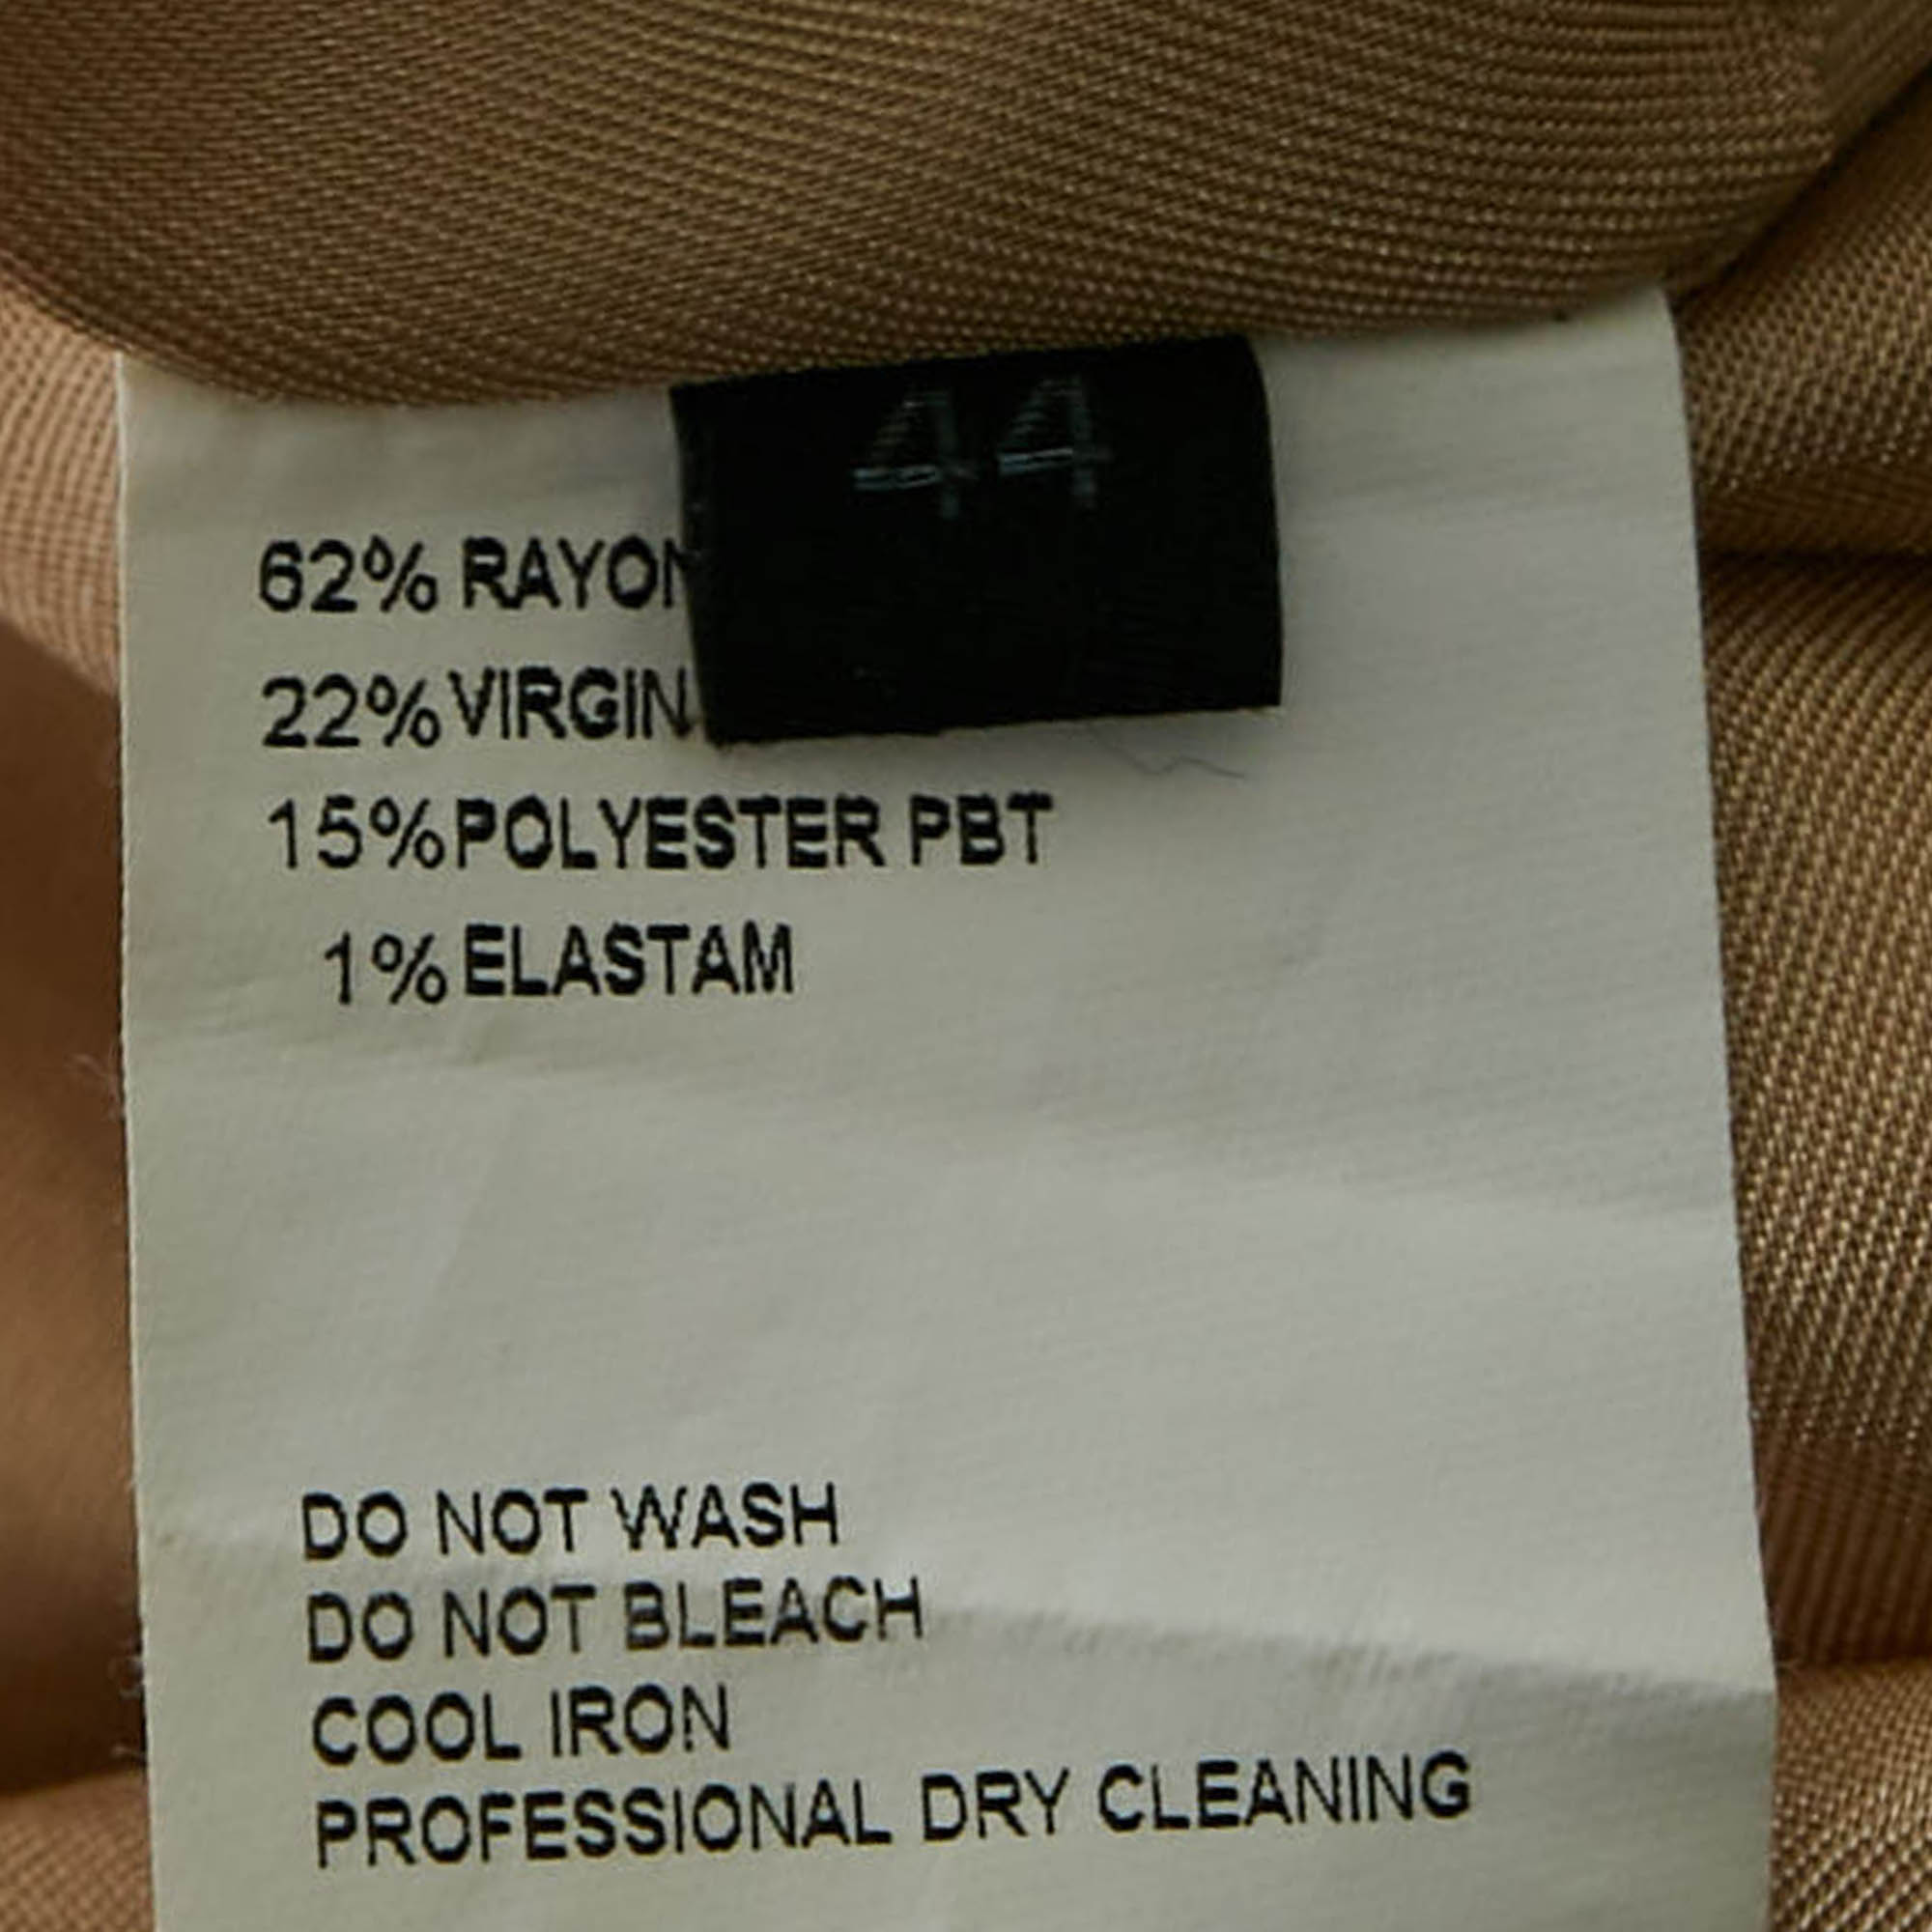 44
62% RAYON
22% VIRGIN
15% POLYESTER PBT
1% ELASTAM
DO NOT WASH
DO NOT BLEACH
COOL IRON
PROFESSIONAL DRY CLEANING